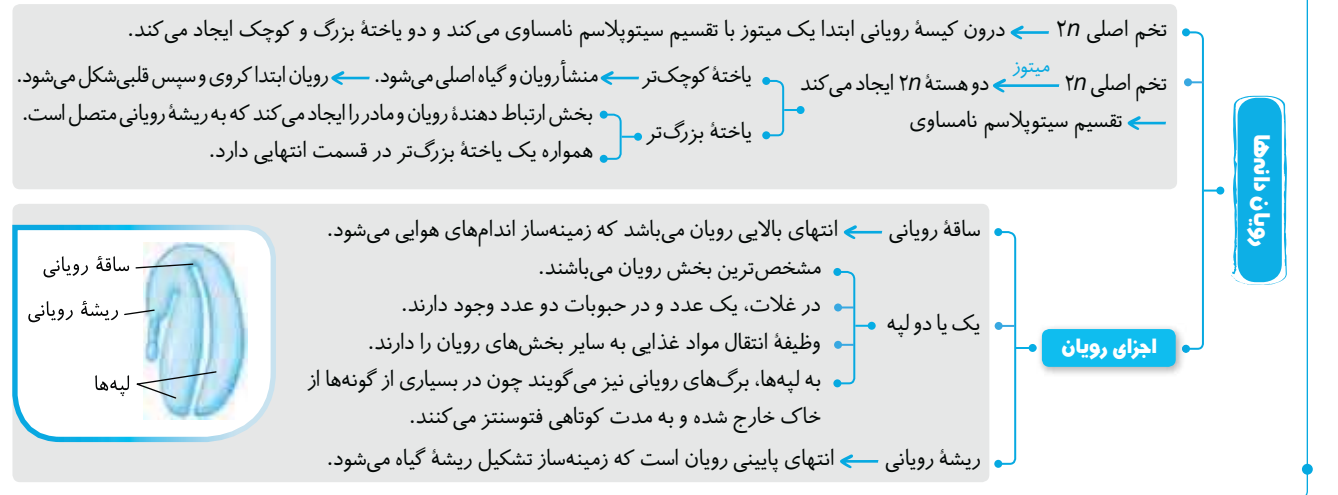 رویان دانه‌ها
تخم اصلی ۲n ← درون کیسهٔ رویانی ابتدا یک میتوز با تقسیم سیتوپلاسم نامساوی می‌کند و دو یاختهٔ بزرگ و کوچک ایجاد می‌کند.
میتوز
تخم اصلی ۲n ← دو هستهٔ ۲n ایجاد می‌کند
← تقسیم سیتوپلاسم نامساوی
یاختهٔ کوچک‌تر ← منشأ رویان و گیاه اصلی می‌شود. ← رویان ابتدا کروی و سپس قلبی‌شکل می‌شود.
یاختهٔ بزرگ‌تر
بخش ارتباط دهندهٔ رویان و مادر را ایجاد می‌کند که به ریشهٔ رویانی متصل است.
همواره یک یاختهٔ بزرگ‌تر در قسمت انتهایی دارد.
اجزای رویان
ساقهٔ رویانی ← انتهای بالایی رویان می‌باشد که زمینه‌ساز اندام‌های هوایی می‌شود.
یک یا دو لپه
مشخص‌ترین بخش رویان می‌باشند.
در غلات، یک عدد و در حبوبات دو عدد وجود دارند.
وظیفهٔ انتقال مواد غذایی به سایر بخش‌های رویان را دارند.
به لپه‌ها، برگ‌های رویانی نیز می‌گویند چون در بسیاری از گونه‌ها از
خاک خارج شده و به مدت کوتاهی فتوسنتز می‌کنند.
ریشهٔ رویانی ← انتهای پایینی رویان است که زمینه‌ساز تشکیل ریشهٔ گیاه می‌شود.
ساقهٔ رویانی
ریشهٔ رویانی
لپه‌ها